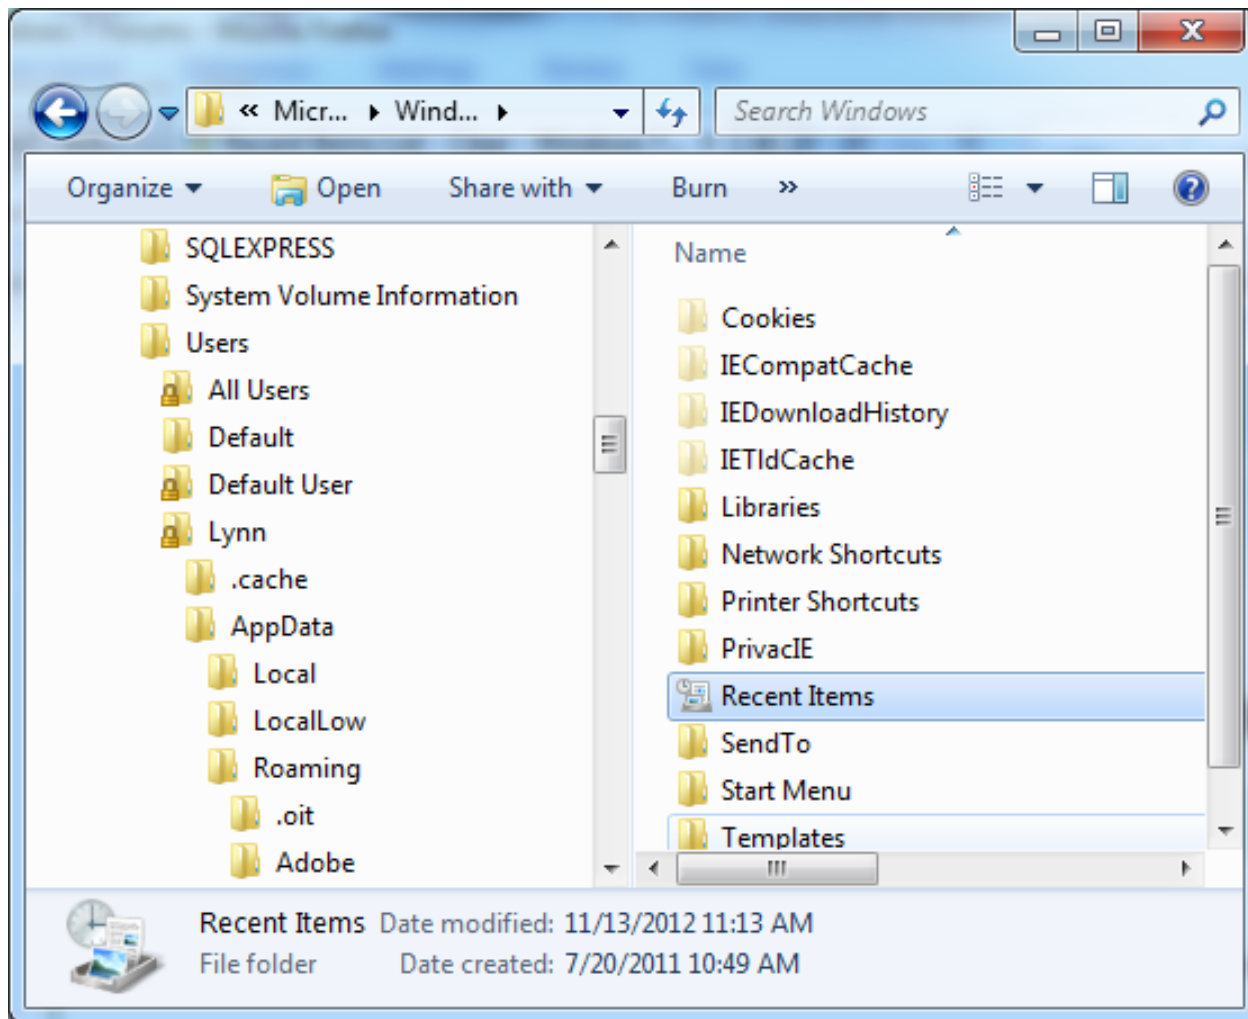 « Micr... Wind...
Search Windows
Organize Open Share with Burn »
SQLEXPRESS
System Volume Information
Users
All Users
Default
Default User
Lynn
.cache
AppData
Local
LocalLow
Roaming
.oit
Adobe
Name
Cookies
IECompatCache
IEDownloadHistory
IETldCache
Libraries
Network Shortcuts
Printer Shortcuts
PrivacIE
Recent Items
SendTo
Start Menu
Templates
Recent Items Date modified: 11/13/2012 11:13 AM
File folder Date created: 7/20/2011 10:49 AM